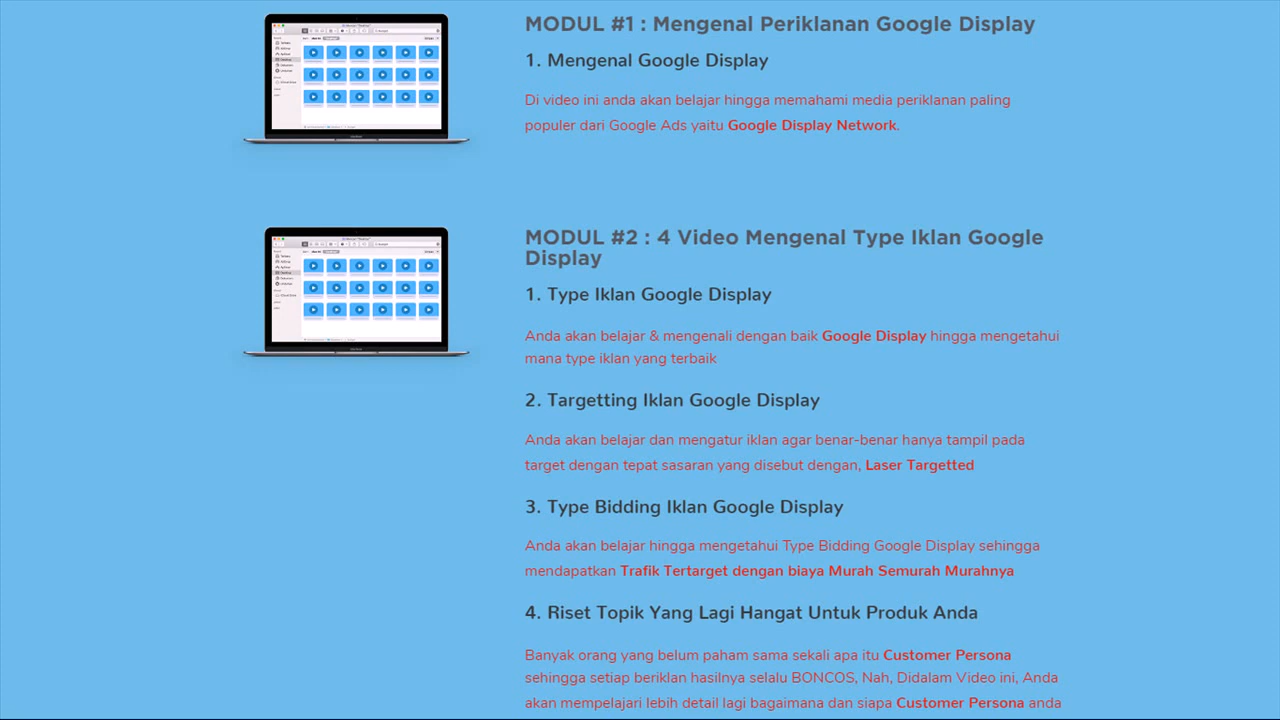 MODUL #1 : Mengenal Periklanan Google Display
1. Mengenal Google Display
Di video ini anda akan belajar hingga memahami media periklanan paling
populer dari Google Ads yaitu Google Display Network.
MODUL #2 : 4 Video Mengenal Type Iklan Google
Display
1. Type Iklan Google Display
Anda akan belajar & mengenali dengan baik Google Display hingga mengetahui
mana type iklan yang terbaik
2. Targetting Iklan Google Display
Anda akan belajar dan mengatur iklan agar benar-benar hanya tampil pada
target dengan tepat sasaran yang disebut dengan, Laser Targetted
3. Type Bidding Iklan Google Display
Anda akan belajar hingga mengetahui Type Bidding Google Display sehingga
mendapatkan Trafik Tertarget dengan biaya Murah Semurah Murahnya
4. Riset Topik Yang Lagi Hangat Untuk Produk Anda
Banyak orang yang belum paham sama sekali apa itu Customer Persona
sehingga setiap beriklan hasilnya selalu BONCOS, Nah, Didalam Video ini, Anda
akan mempelajari lebih detail lagi bagaimana dan siapa Customer Persona anda